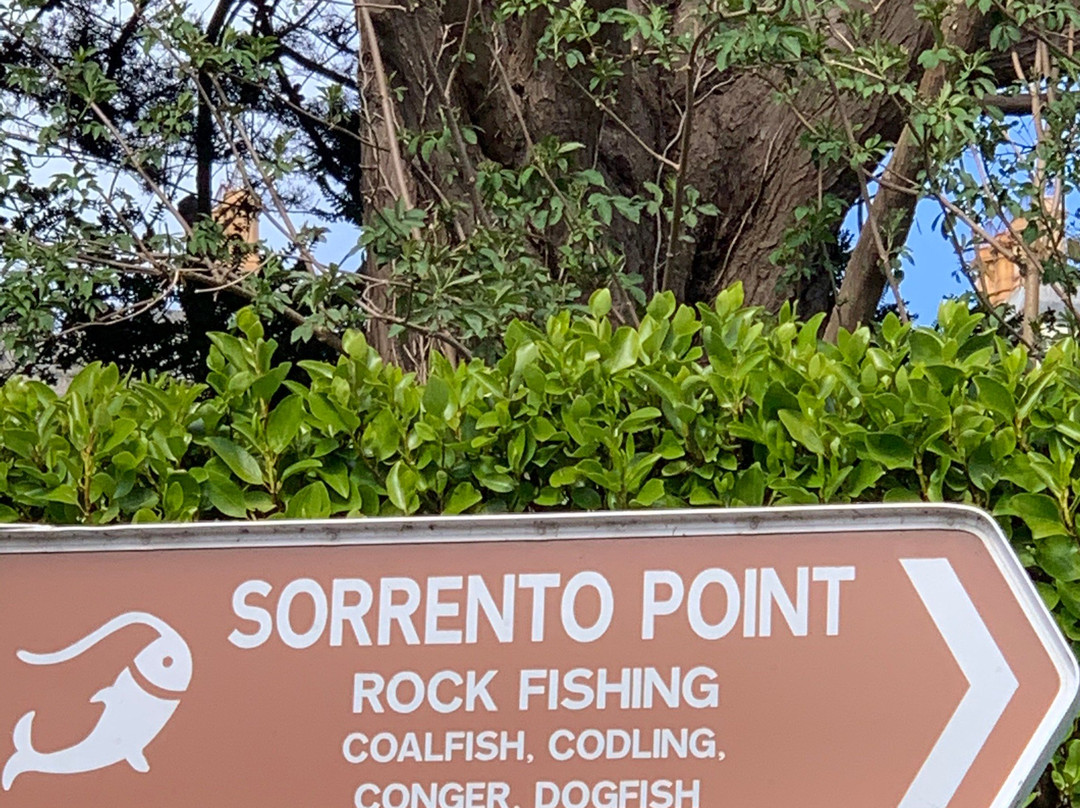 SORRENTO POINT
ROCK FISHING
COALFISH, CODLING,
CONGER, DOGFISH